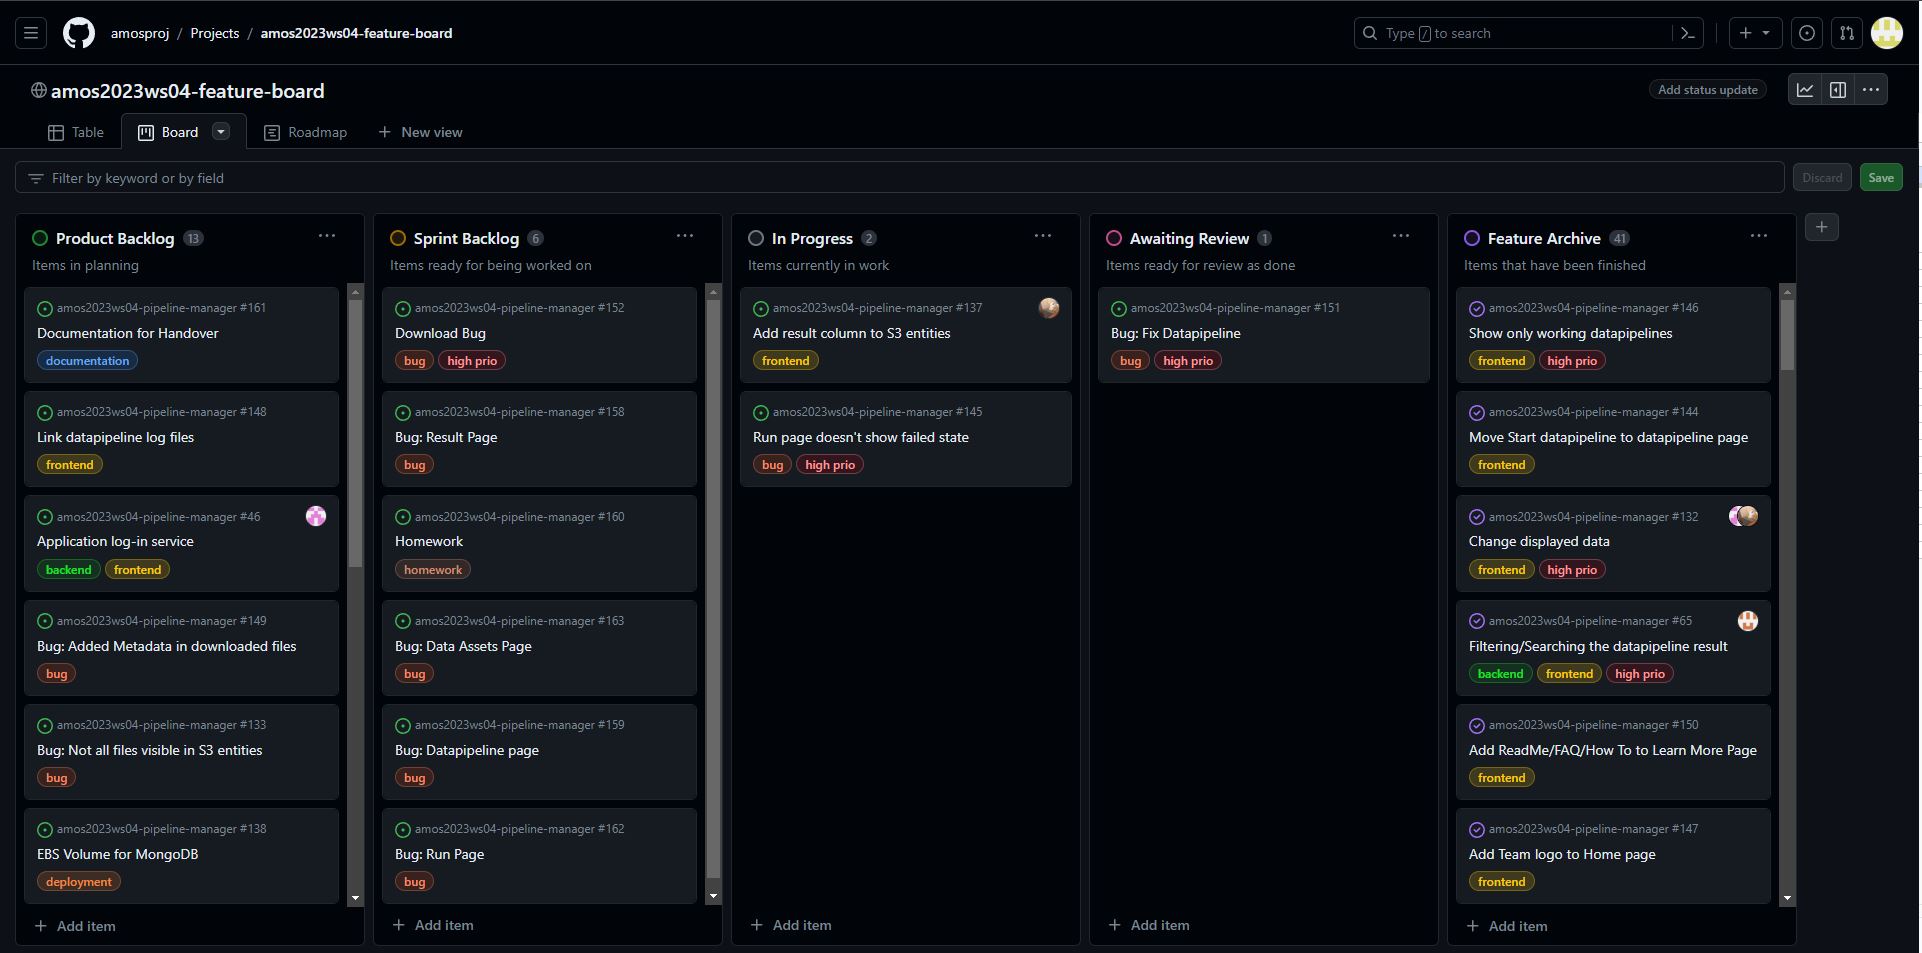 amosproj / Projects / amos2023ws04-feature-board
Type / to search
amos2023ws04-feature-board
Add status update
Table
Board
Roadmap
New view
Filter by keyword or by field
Discard
Save
Product Backlog 13
Items in planning
amos2023ws04-pipeline-manager #161
Documentation for Handover
documentation
amos2023ws04-pipeline-manager #148
Link datapipeline log files
frontend
amos2023ws04-pipeline-manager #46
Application log-in service
backend frontend
amos2023ws04-pipeline-manager #149
Bug: Added Metadata in downloaded files
bug
amos2023ws04-pipeline-manager #133
Bug: Not all files visible in S3 entities
bug
amos2023ws04-pipeline-manager #138
EBS Volume for MongoDB
deployment
Add item
Sprint Backlog 6
Items ready for being worked on
amos2023ws04-pipeline-manager #152
Download Bug
bug high prio
amos2023ws04-pipeline-manager #158
Bug: Result Page
bug
amos2023ws04-pipeline-manager #160
Homework
homework
amos2023ws04-pipeline-manager #163
Bug: Data Assets Page
bug
amos2023ws04-pipeline-manager #159
Bug: Datapipeline page
bug
amos2023ws04-pipeline-manager #162
Bug: Run Page
bug
Add item
In Progress 2
Items currently in work
amos2023ws04-pipeline-manager #137
Add result column to S3 entities
frontend
amos2023ws04-pipeline-manager #145
Run page doesn't show failed state
bug high prio
Add item
Awaiting Review 1
Items ready for review as done
amos2023ws04-pipeline-manager #151
Bug: Fix Datapipeline
bug high prio
Add item
Feature Archive 41
Items that have been finished
amos2023ws04-pipeline-manager #146
Show only working datapipelines
frontend high prio
amos2023ws04-pipeline-manager #144
Move Start datapipeline to datapipeline page
frontend
amos2023ws04-pipeline-manager #132
Change displayed data
frontend high prio
amos2023ws04-pipeline-manager #65
Filtering/Searching the datapipeline result
backend frontend high prio
amos2023ws04-pipeline-manager #150
Add ReadMe/FAQ/How To to Learn More Page
frontend
amos2023ws04-pipeline-manager #147
Add Team logo to Home page
frontend
Add item